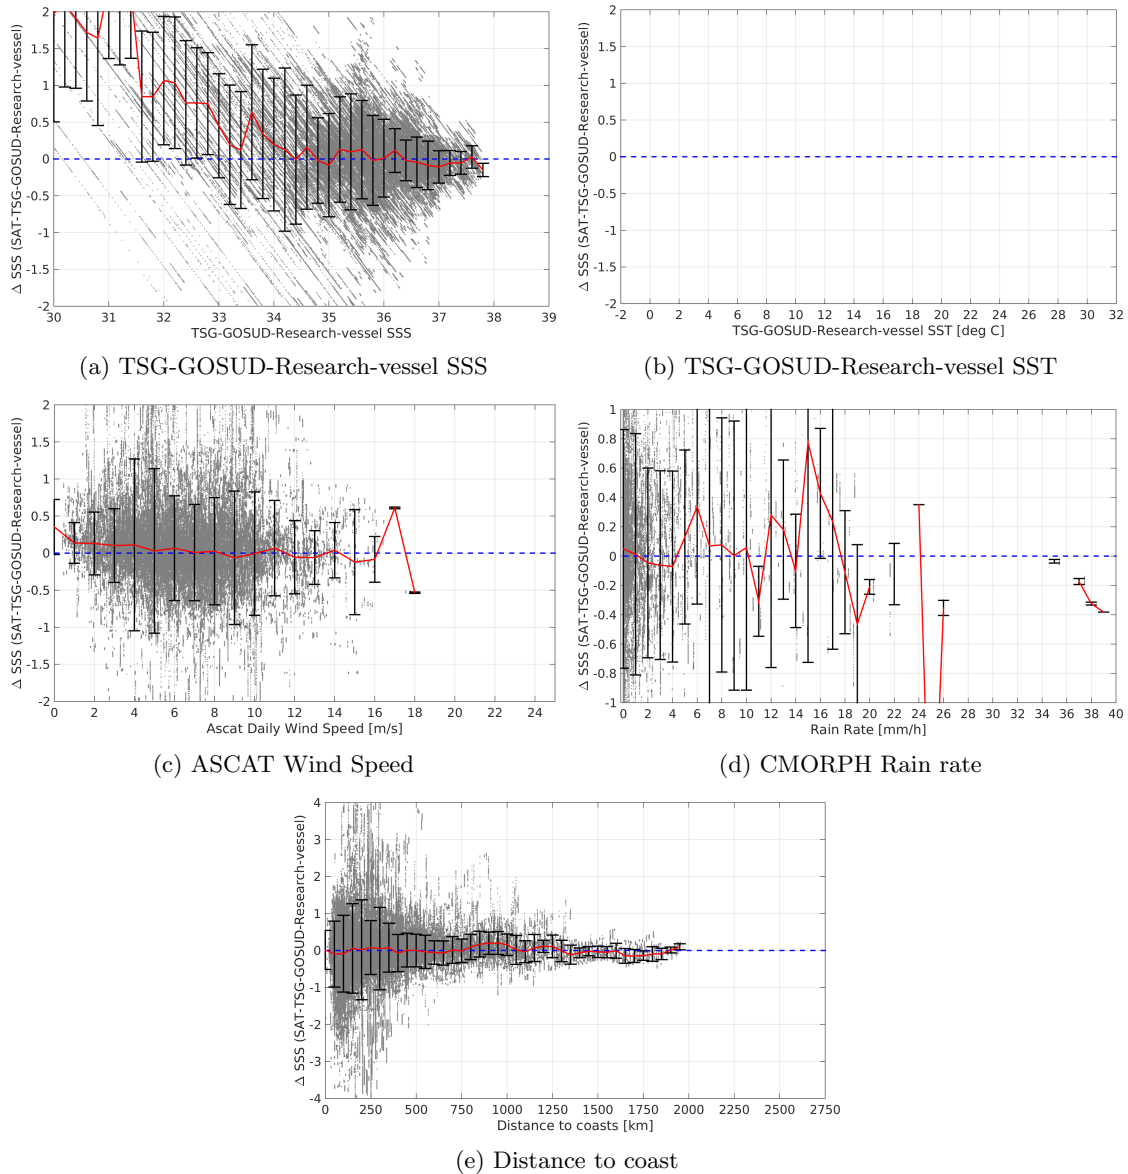 2
1.5
1
0.5
0
-0.5
-1
-1.5
-2
Δ SSS (SAT-TSG-GOSUD-Research-vessel)
30 31 32 33 34 35 36 37 38 39
TSG-GOSUD-Research-vessel SSS
(a) TSG-GOSUD-Research-vessel SSS
2
1.5
1
0.5
0
-0.5
-1
-1.5
-2
Δ SSS (SAT-TSG-GOSUD-Research-vessel)
-2 0 2 4 6 8 10 12 14 16 18 20 22 24 26 28 30 32
TSG-GOSUD-Research-vessel SST [deg C]
(b) TSG-GOSUD-Research-vessel SST
2
1.5
1
0.5
0
-0.5
-1
-1.5
-2
Δ SSS (SAT-TSG-GOSUD-Research-vessel)
0 2 4 6 8 10 12 14 16 18 20 22 24
Ascat Daily Wind Speed [m/s]
(c) ASCAT Wind Speed
1
0.8
0.6
0.4
0.2
0
-0.2
-0.4
-0.6
-0.8
-1
Δ SSS (SAT-TSG-GOSUD-Research-vessel)
0 2 4 6 8 10 12 14 16 18 20 22 24 26 28 30 32 34 36 38 40
Rain Rate [mm/h]
(d) CMORPH Rain rate
4
3
2
1
0
-1
-2
-3
-4
Δ SSS (SAT-TSG-GOSUD-Research-vessel)
0 250 500 750 1000 1250 1500 1750 2000 2250 2500 2750
Distance to coasts [km]
(e) Distance to coast